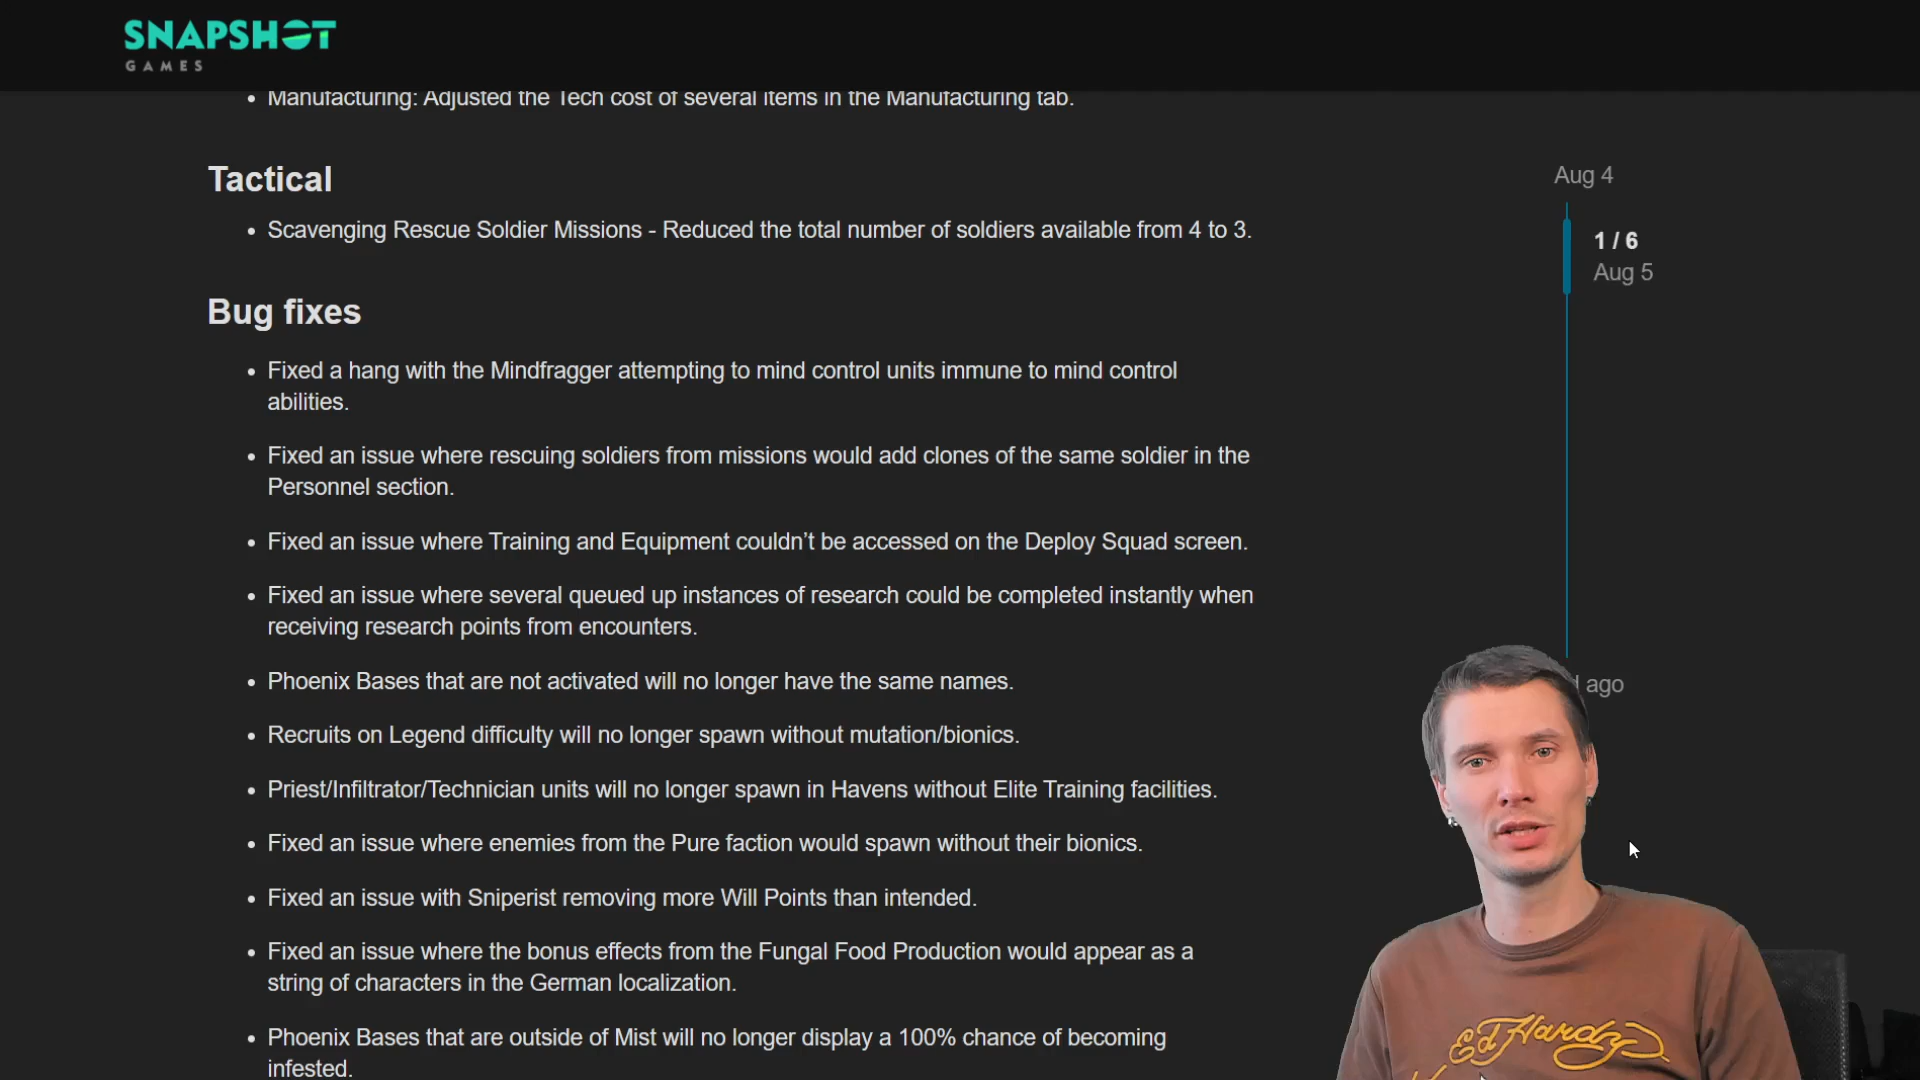 SNAPSHOT
GAMES
• Manufacturing: Adjusted the Tech cost of several items in the Manufacturing tab.
Tactical
• Scavenging Rescue Soldier Missions - Reduced the total number of soldiers available from 4 to 3.
Bug fixes
• Fixed a hang with the Mindfragger attempting to mind control units immune to mind control
abilities.
• Fixed an issue where rescuing soldiers from missions would add clones of the same soldier in the
Personnel section.
• Fixed an issue where Training and Equipment couldn’t be accessed on the Deploy Squad screen.
• Fixed an issue where several queued up instances of research could be completed instantly when
receiving research points from encounters.
• Phoenix Bases that are not activated will no longer have the same names.
• Recruits on Legend difficulty will no longer spawn without mutation/bionics.
• Priest/Infiltrator/Technician units will no longer spawn in Havens without Elite Training facilities.
• Fixed an issue where enemies from the Pure faction would spawn without their bionics.
• Fixed an issue with Sniperist removing more Will Points than intended.
• Fixed an issue where the bonus effects from the Fungal Food Production would appear as a
string of characters in the German localization.
• Phoenix Bases that are outside of Mist will no longer display a 100% chance of becoming
infested.
Aug 4
1 / 6
Aug 5
ago
Ed Hardy